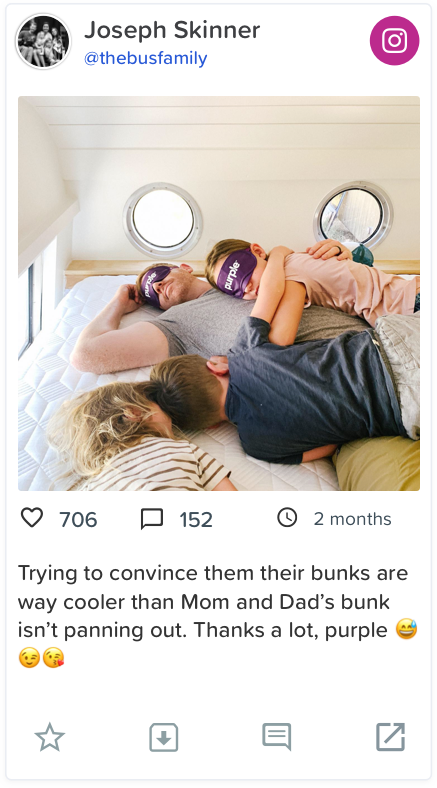 Joseph Skinner
@thebusfamily
purple
purple
706
152
2 months
Trying to convince them their bunks are
way cooler than Mom and Dad’s bunk
isn’t panning out. Thanks a lot, purple 😅
😉😘